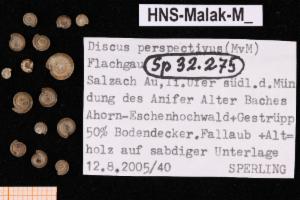 HNS-Malak-M_
Discus perspectivus(MvM)
Flachgau
Sp 32.275
Salzach Au,li.Ufer südl.d.Mün
dung des Anifer Alter Baches
Ahorn-Eschenhochwald+Gestrüpp
50% Bodendecker.Fallaub +Alt=
holz auf sabdiger Unterlage
12.8.2005/40 SPERLING